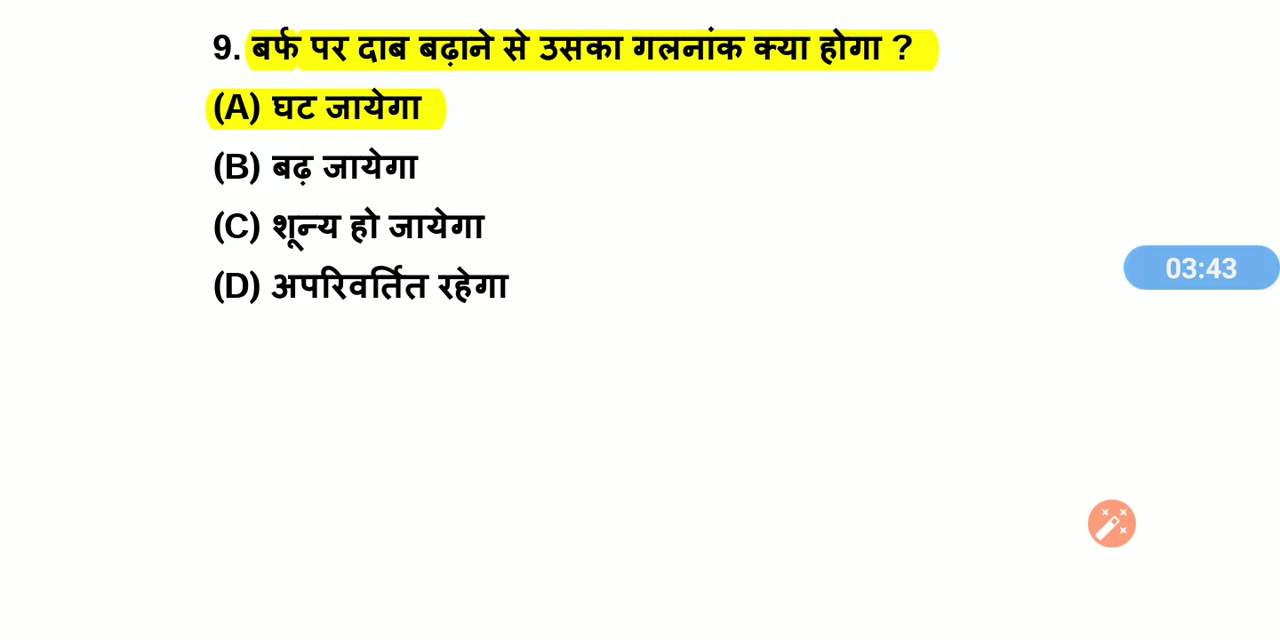 9. बर्फ पर दाब बढ़ाने से उसका गलनांक क्या होगा ?
(A) घट जायेगा
(B) बढ़ जायेगा
(C) शून्य हो जायेगा
(D) अपरिवर्तित रहेगा
03:43